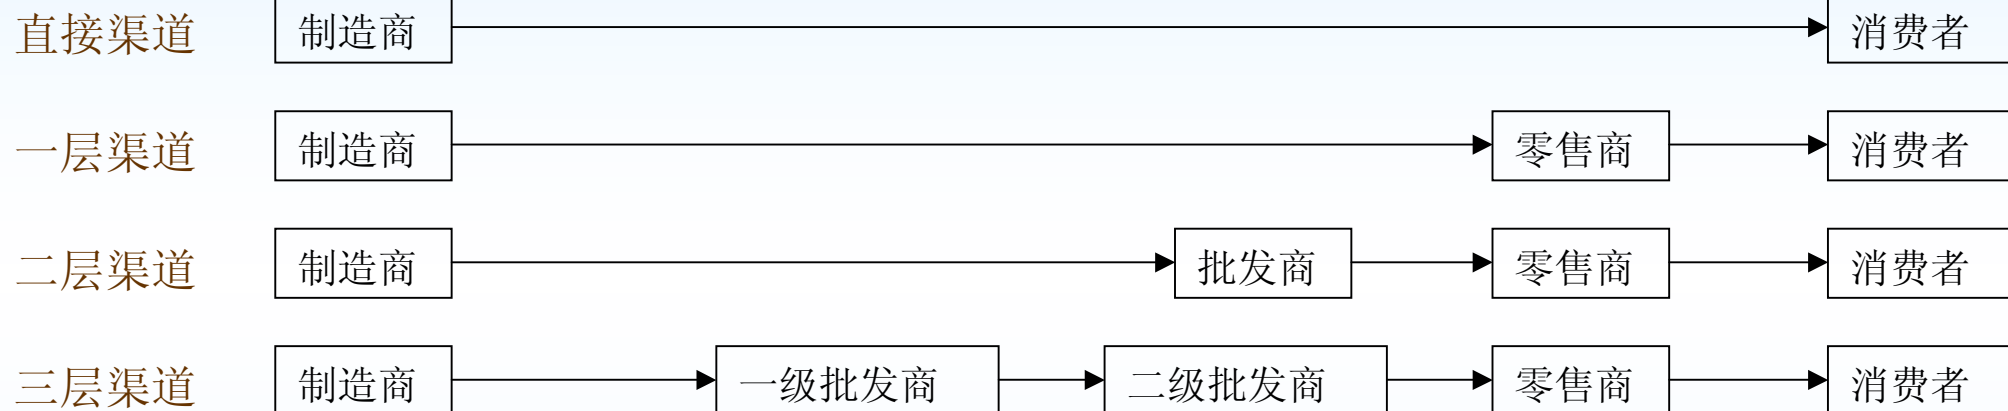 直接渠道 制造商 消费者
一层渠道 制造商 零售商 消费者
二层渠道 制造商 批发商 零售商 消费者
三层渠道 制造商 一级批发商 二级批发商 零售商 消费者